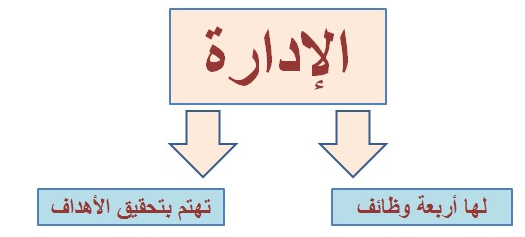 الإدارة
لها أربعة وظائف
تهتم بتحقيق الأهداف